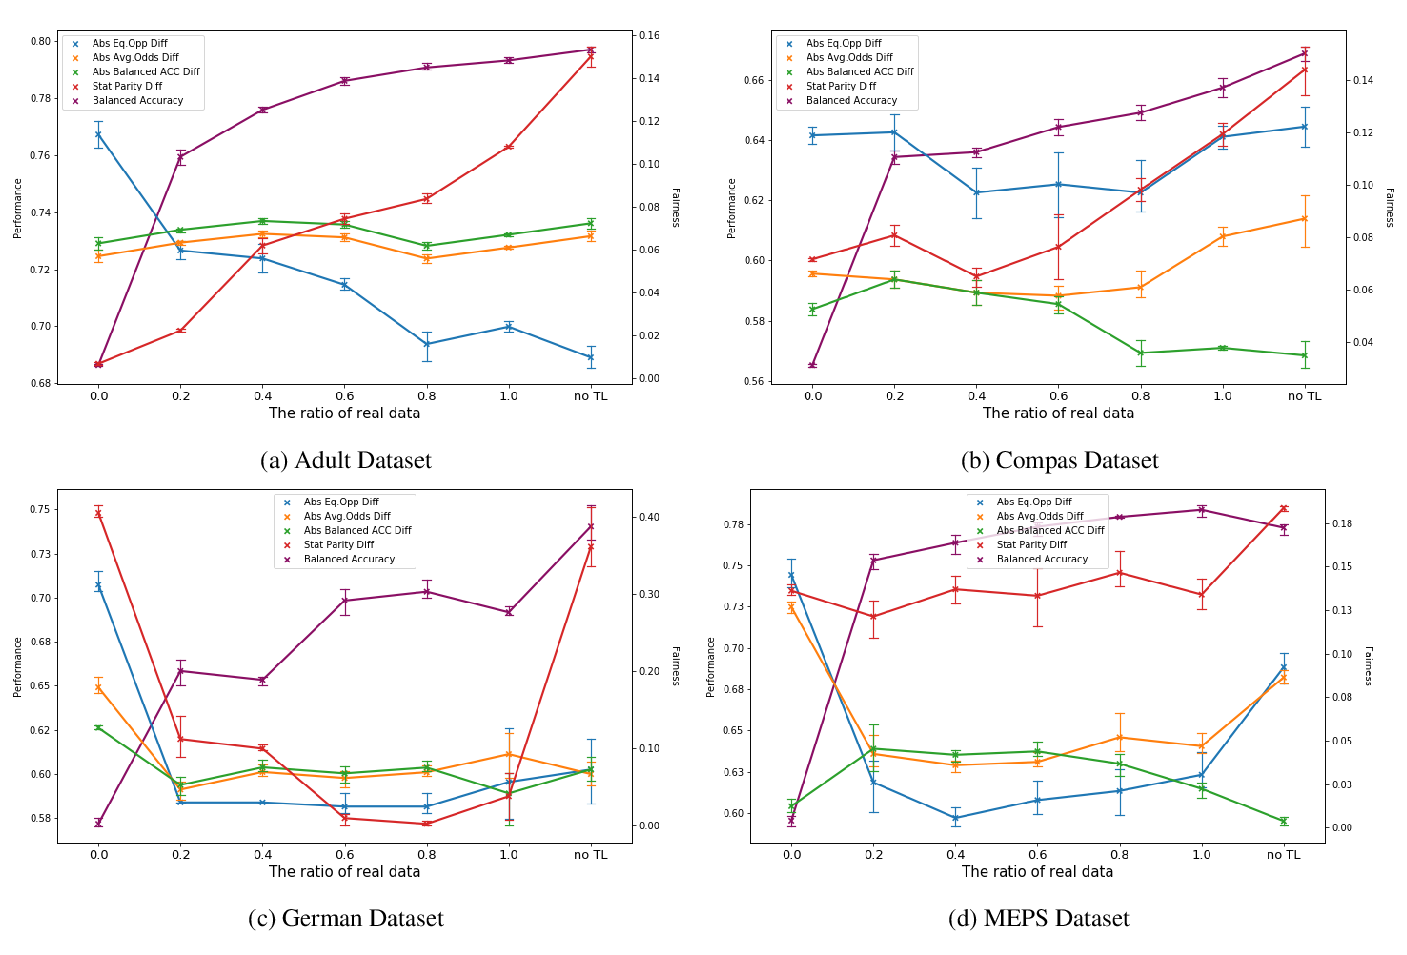 0.80
0.78
0.76
0.74
0.72
0.70
0.68
Performance
Abs Eq.Opp Diff
Abs Avg.Odds Diff
Abs Balanced ACC Diff
Stat Parity Diff
Balanced Accuracy
0.16
0.14
0.12
0.10
0.08
0.06
0.04
0.02
0.00
Fairness
0.0 0.2 0.4 0.6 0.8 1.0 no TL
The ratio of real data
(a) Adult Dataset
0.66
0.64
0.62
0.60
0.58
0.56
Performance
Abs Eq.Opp Diff
Abs Avg.Odds Diff
Abs Balanced ACC Diff
Stat Parity Diff
Balanced Accuracy
0.14
0.12
0.10
0.08
0.06
0.04
Fairness
0.0 0.2 0.4 0.6 0.8 1.0 no TL
The ratio of real data
(b) Compas Dataset
0.75
0.73
0.70
0.68
0.65
0.62
0.60
0.58
Performance
Abs Eq.Opp Diff
Abs Avg.Odds Diff
Abs Balanced ACC Diff
Stat Parity Diff
Balanced Accuracy
0.40
0.30
0.20
0.10
0.00
Fairness
0.0 0.2 0.4 0.6 0.8 1.0 no TL
The ratio of real data
(c) German Dataset
0.78
0.75
0.73
0.70
0.68
0.65
0.63
0.60
Performance
Abs Eq.Opp Diff
Abs Avg.Odds Diff
Abs Balanced ACC Diff
Stat Parity Diff
Balanced Accuracy
0.18
0.15
0.13
0.10
0.08
0.05
0.03
0.00
Fairness
0.0 0.2 0.4 0.6 0.8 1.0 no TL
The ratio of real data
(d) MEPS Dataset